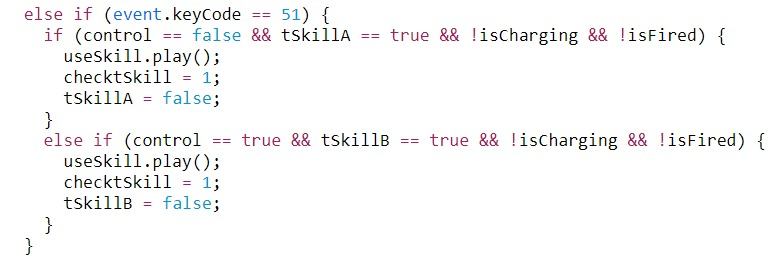 else if (event.keyCode == 51) {
if (control == false && tSkillA == true && !isCharging && !isFired) {
useSkill.play();
checktSkill = 1;
tSkillA = false;
}
else if (control == true && tSkillB == true && !isCharging && !isFired) {
useSkill.play();
checktSkill = 1;
tSkillB = false;
}
}